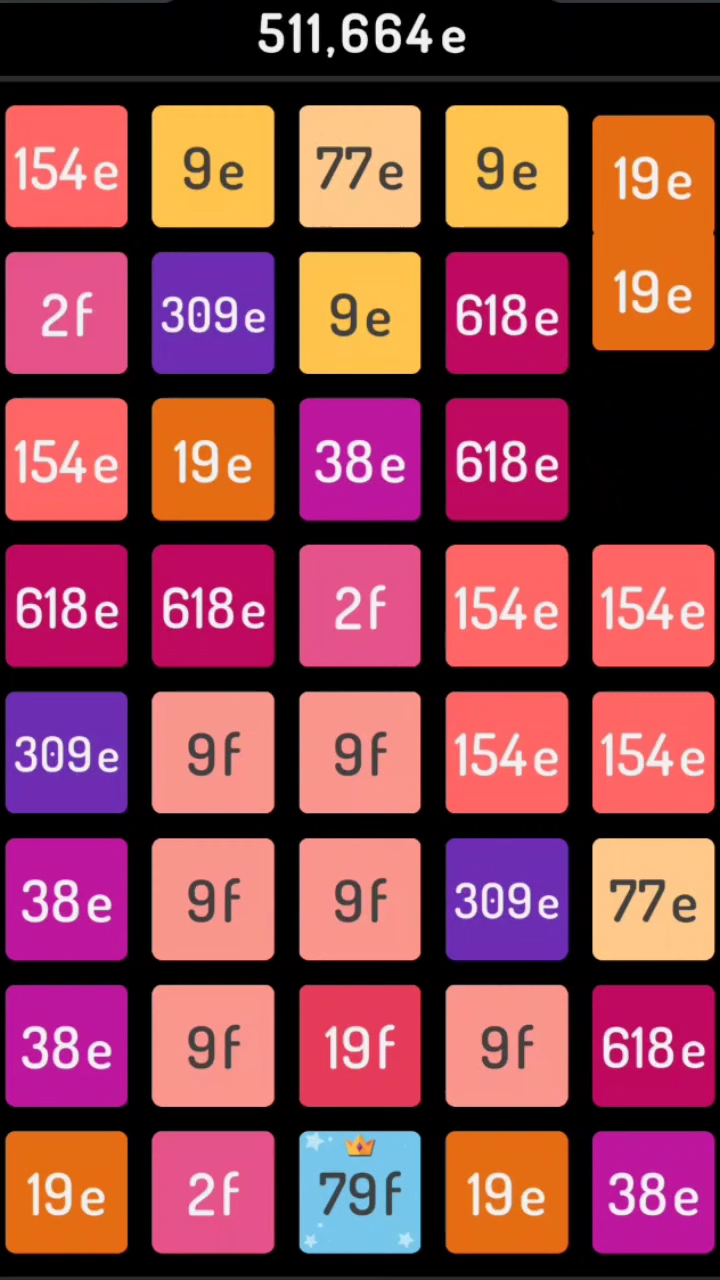 511,664e
154e 9e 77e 9e 19e
2f 309e 9e 618e 19e
154e 19e 38e 618e
618e 618e 2f 154e 154e
309e 9f 9f 154e 154e
38e 9f 9f 309e 77e
38e 9f 19f 9f 618e
19e 2f 79f 19e 38e